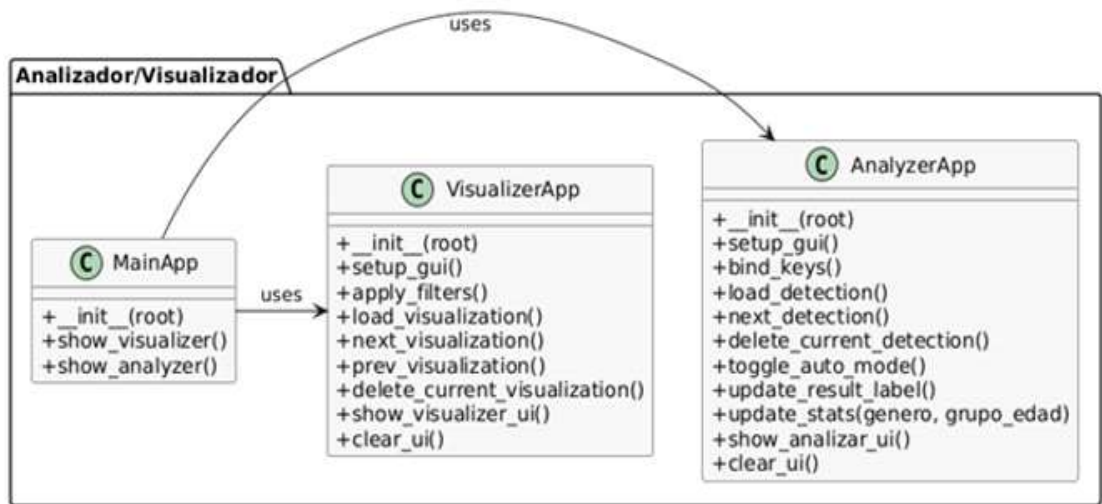 uses
Analizador/Visualizador
C MainApp
+__init__(root)
+show_visualizer()
+show_analyzer()
uses
C VisualizerApp
+__init__(root)
+setup_gui()
+apply_filters()
+load_visualization()
+next_visualization()
+prev_visualization()
+delete_current_visualization()
+show_visualizer_ui()
+clear_ui()
C AnalyzerApp
+__init__(root)
+setup_gui()
+bind_keys()
+load_detection()
+next_detection()
+delete_current_detection()
+toggle_auto_mode()
+update_result_label()
+update_stats(genero, grupo_edad)
+show_analizar_ui()
+clear_ui()